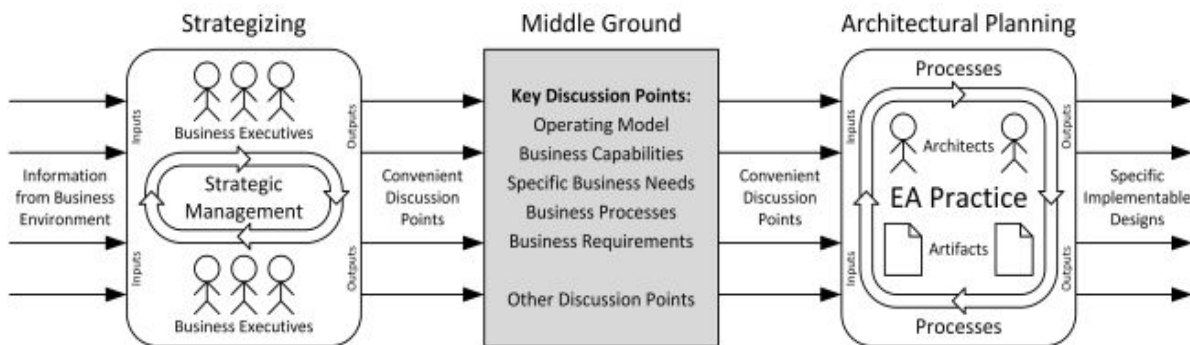 Strategizing
Middle Ground
Architectural Planning
Information
from Business
Environment
Inputs
Inputs
Business Executives
Strategic
Management
Business Executives
Outputs
Outputs
Convenient
Discussion
Points
Key Discussion Points:
Operating Model
Business Capabilities
Specific Business Needs
Business Processes
Business Requirements
Other Discussion Points
Convenient
Discussion
Points
Inputs
Inputs
Processes
Architects
EA Practice
Artifacts
Processes
Outputs
Outputs
Specific
Implementable
Designs